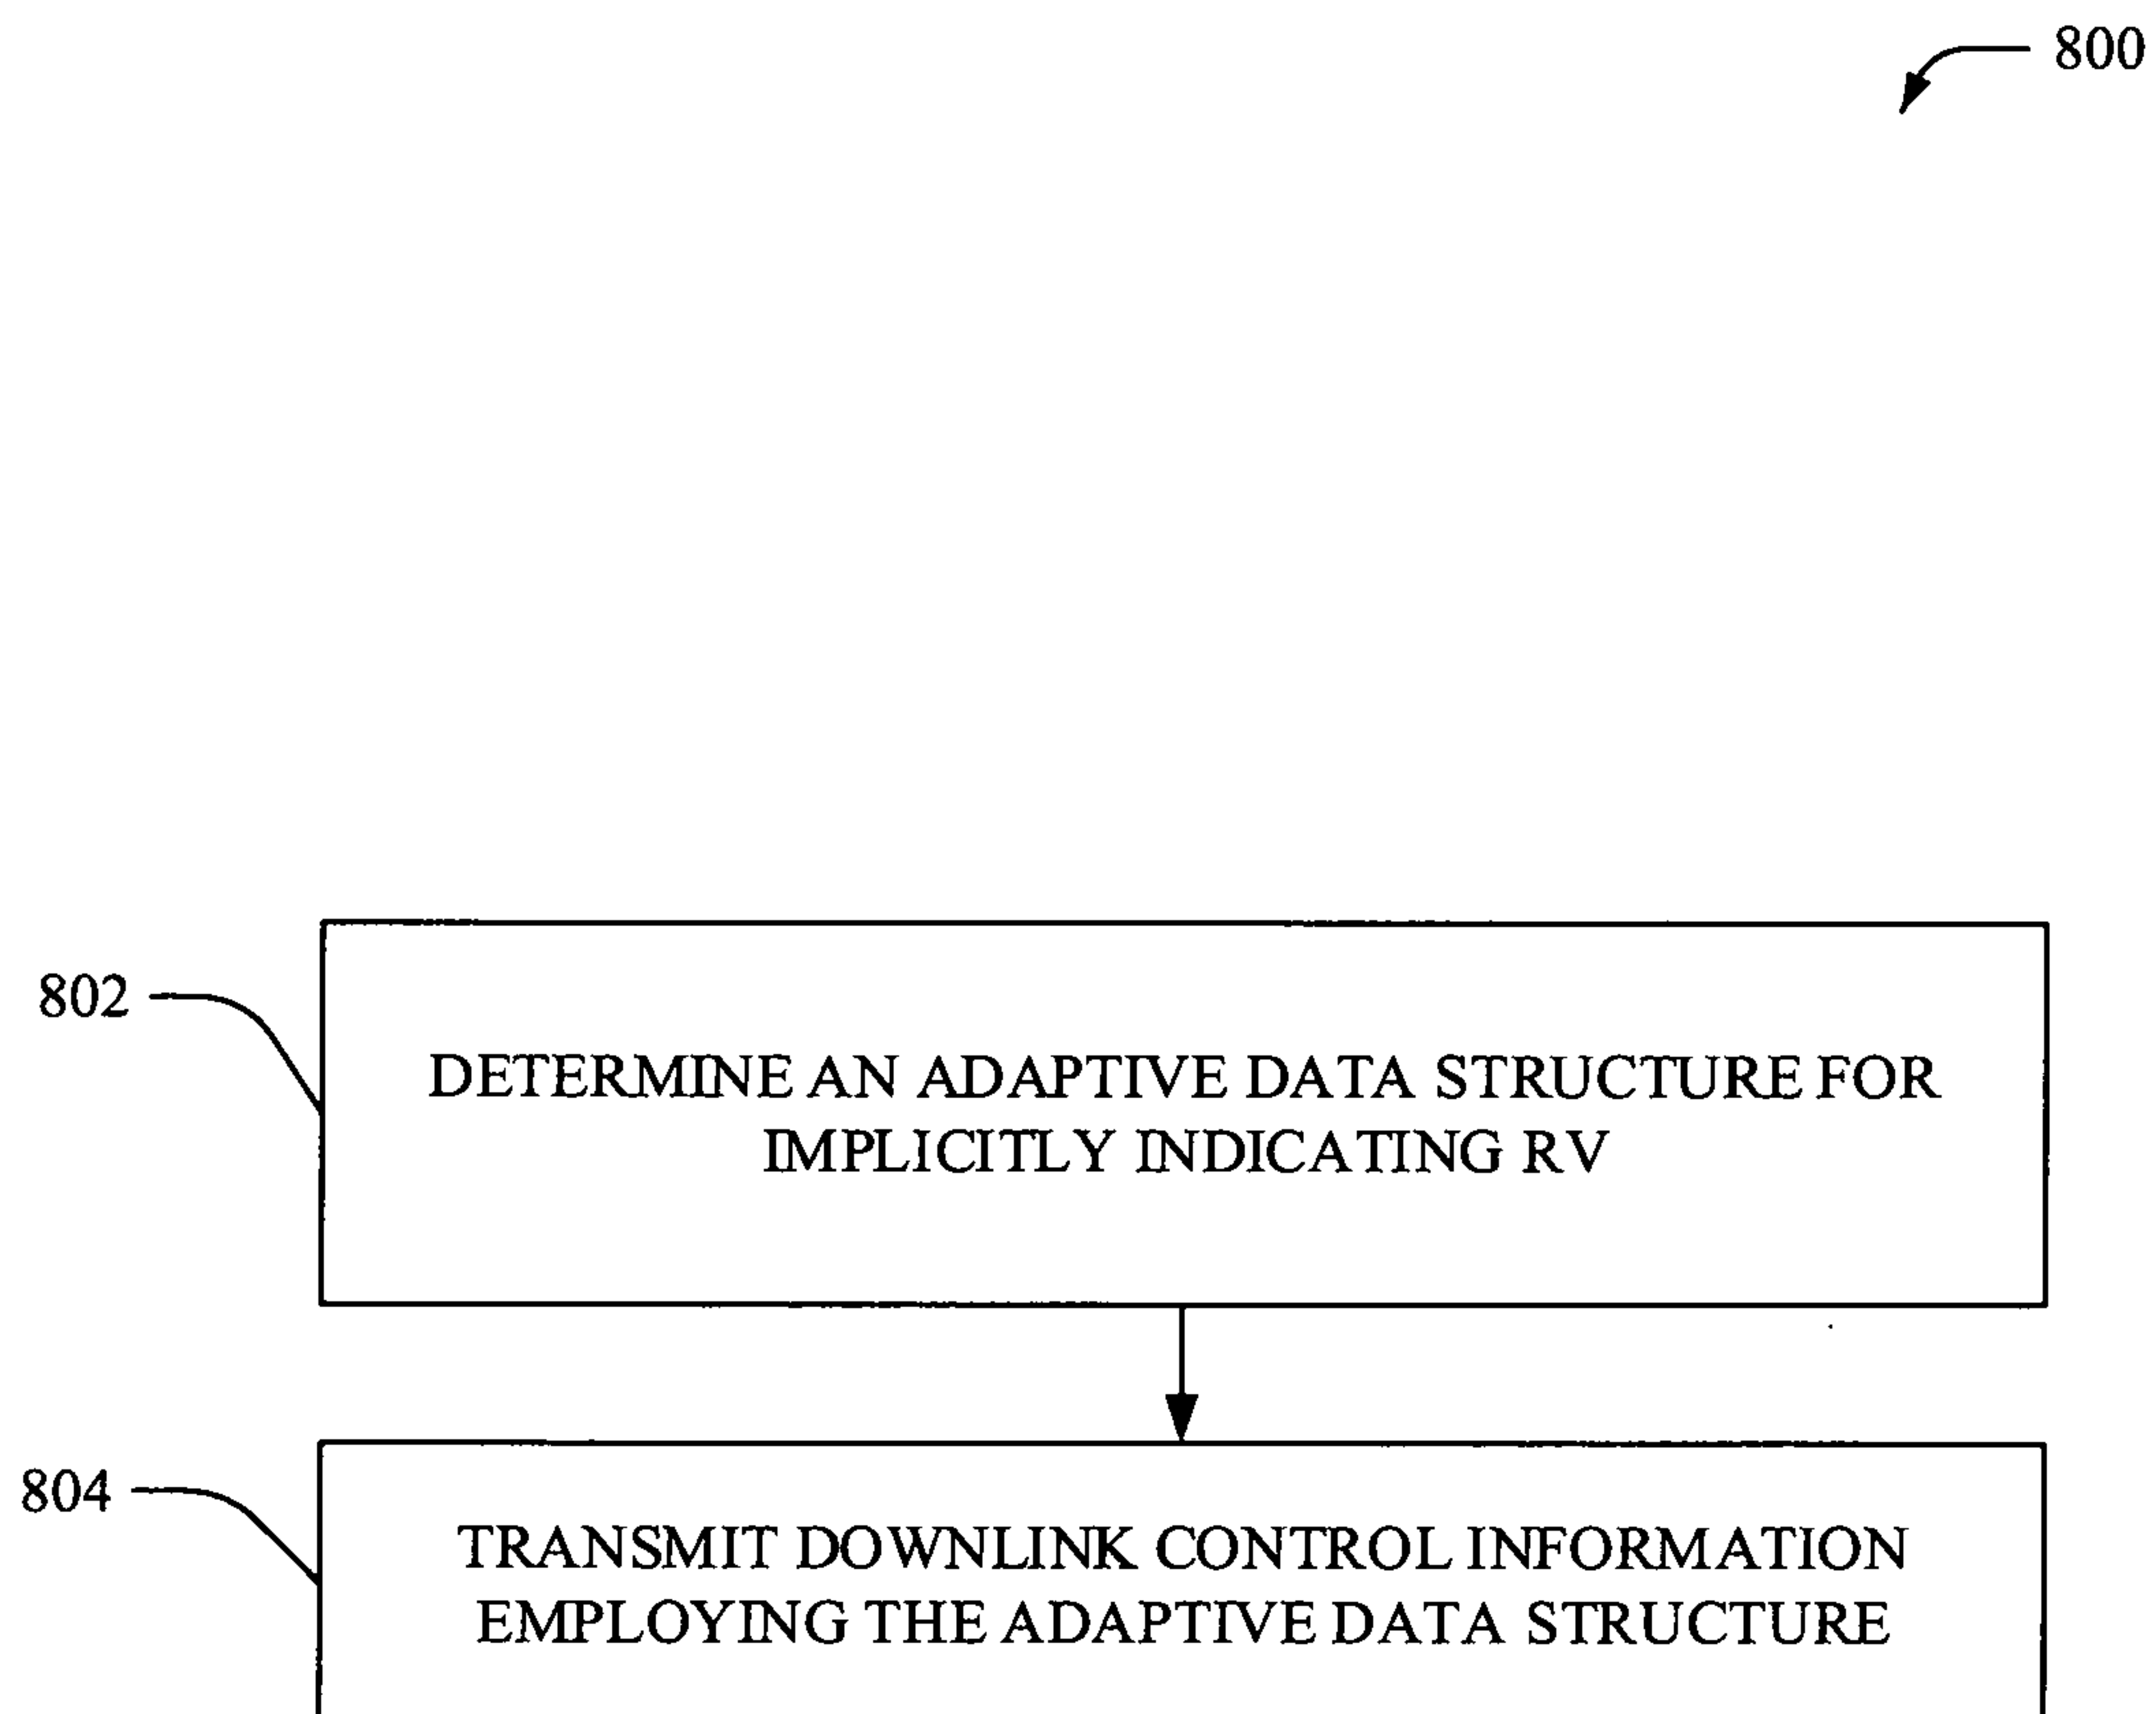 800
802
DETERMINE AN ADAPTIVE DATA STRUCTURE FOR
IMPLICITLY INDICATING RV
804
TRANSMIT DOWNLINK CONTROL INFORMATION
EMPLOYING THE ADAPTIVE DATA STRUCTURE